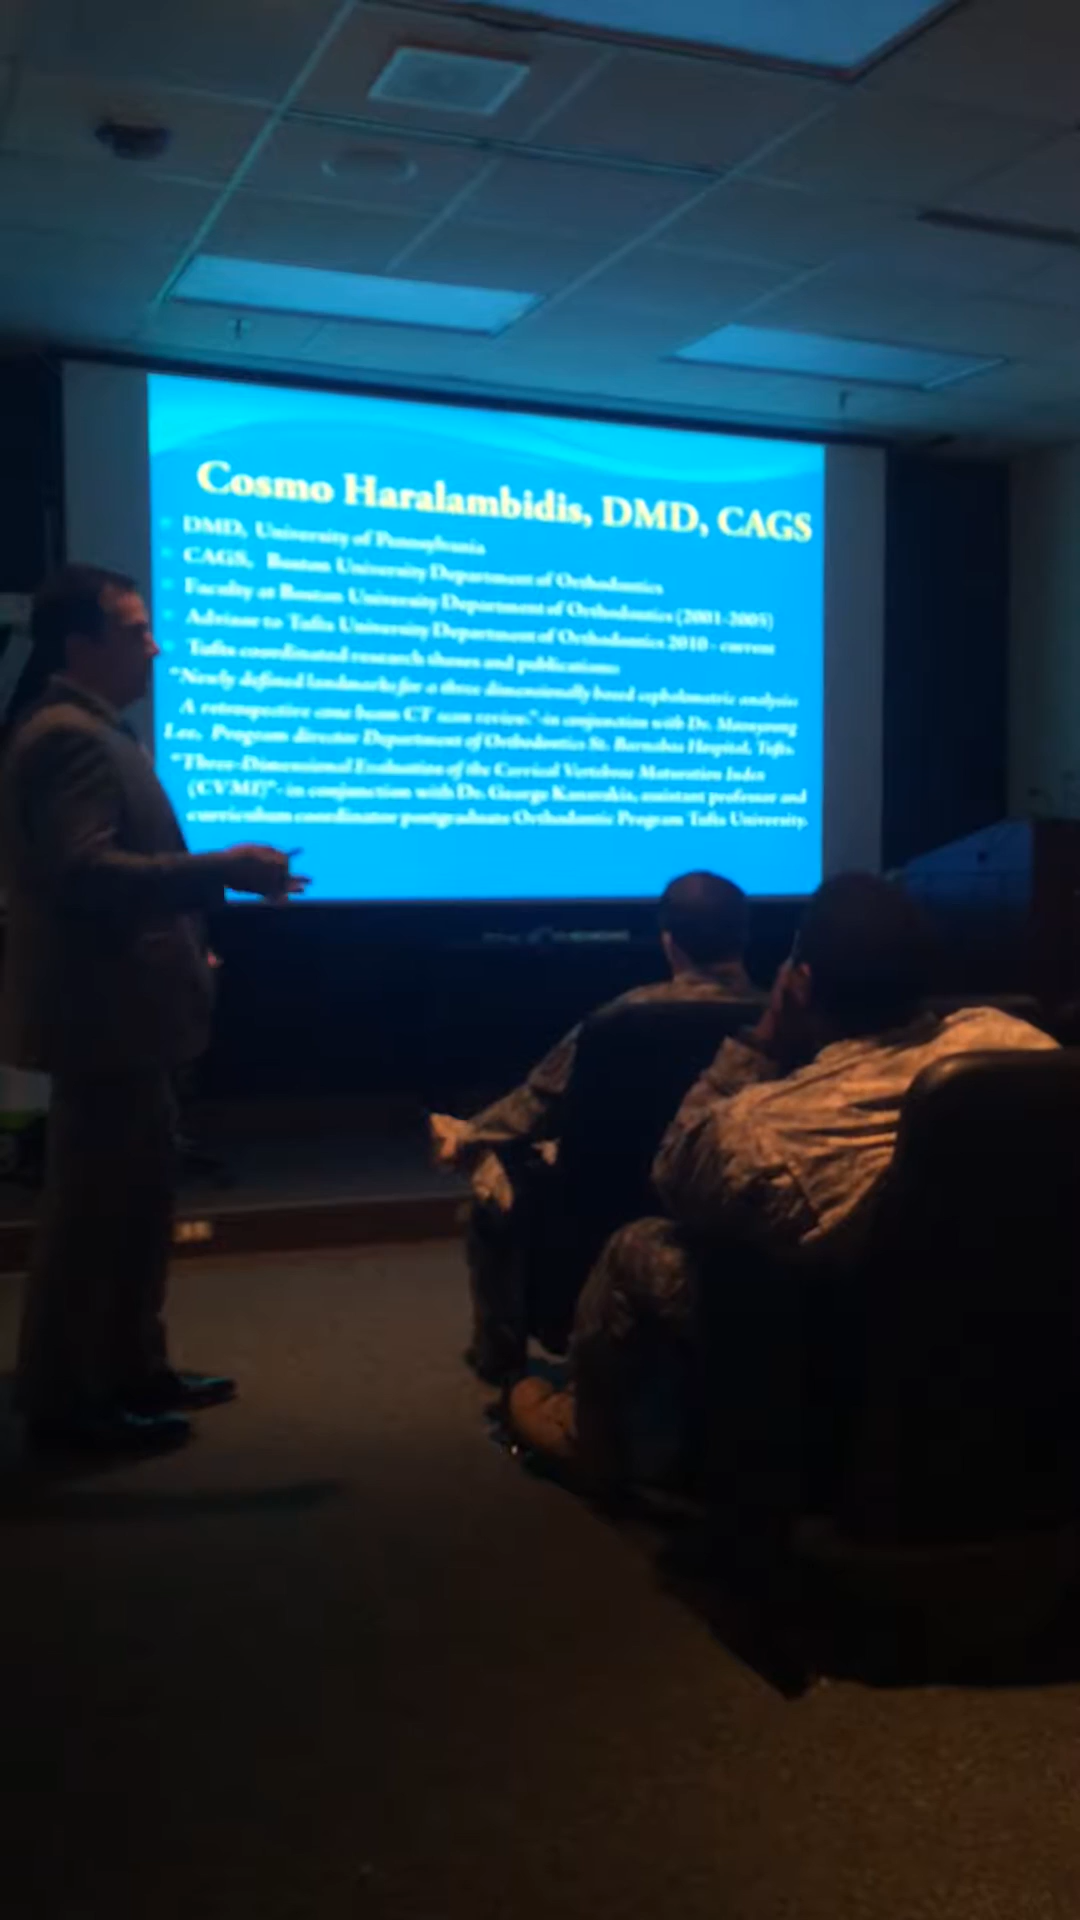 Cosmo Haralambidis, DMD, CAGS
DMD, University of Pennsylvania
CAGS, Boston University Department of Orthodontics
Faculty at Boston University Department of Orthodontics (2001-2005)
Advisor to Tufts University Department of Orthodontics 2010 - current
Tufts coordinated research theses and publications:
"Newly defined landmarks for a three dimensionally based cephalometric analysis
A retrospective cone beam CT scan review."-in conjunction with Dr.
Lee, Program director Department of Orthodontics St. Barnabas Hospital, Tufts.
"Three-Dimensional Evaluation of the Cervical Vertebrae Maturation Index
(CVMI)"- in conjunction with Dr. George Kanavakis, assistant professor and
curriculum coordinator postgraduate Orthodontic Program Tufts University.